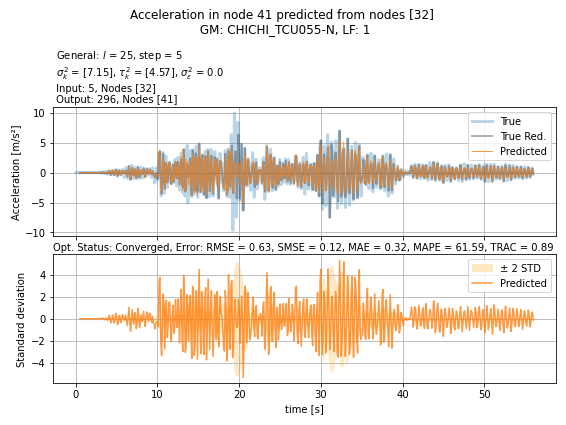 Acceleration in node 41 predicted from nodes [32]
GM: CHICHI_TCU055-N, LF: 1
General: l = 25, step = 5
σ²ₖ = [7.15], τ²ₖ = [4.57], σ²ε = 0.0
Input: 5, Nodes [32]
Output: 296, Nodes [41]
Acceleration [m/s²]
10
5
0
−5
−10
True
True Red.
Predicted
Opt. Status: Converged, Error: RMSE = 0.63, SMSE = 0.12, MAE = 0.32, MAPE = 61.59, TRAC = 0.89
Standard deviation
4
2
0
−2
−4
± 2 STD
Predicted
0 10 20 30 40 50
time [s]